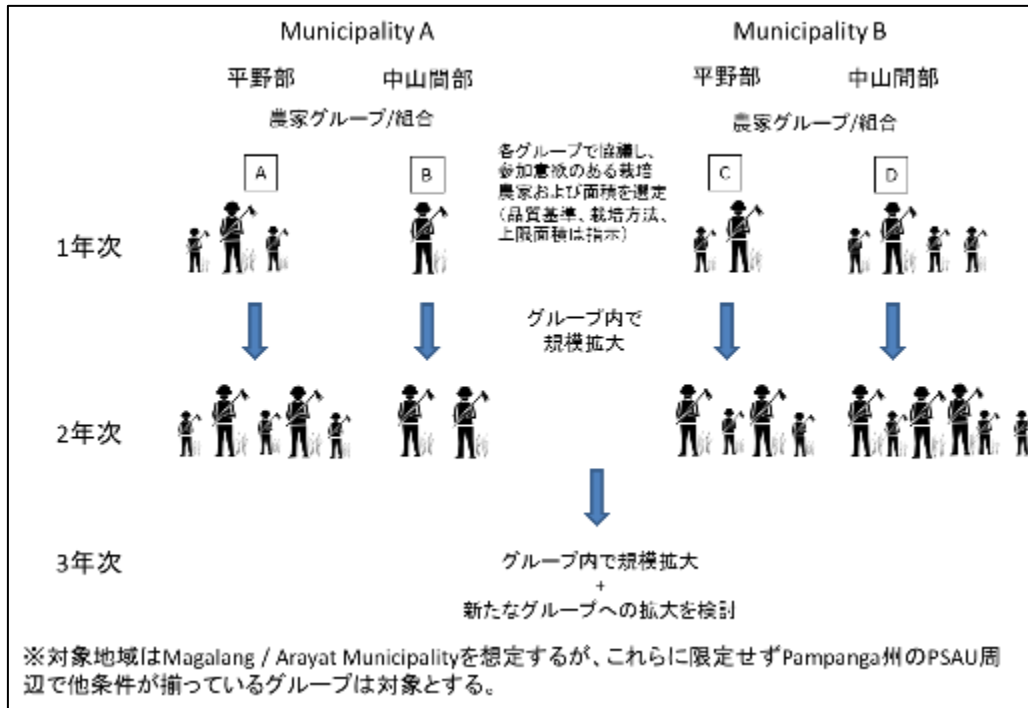 Municipality A
Municipality B
平野部
中山間部
平野部
中山間部
農家グループ/組合
農家グループ/組合
A
B
各グループで協議し、
参加意欲のある栽培
農家および面積を選定
(品質基準、栽培方法、
上限面積は指示)
C
D
1年次
グループ内で
規模拡大
2年次
3年次
グループ内で規模拡大
+
新たなグループへの拡大を検討
※対象地域はMagalang / Arayat Municipalityを想定するが、これらに限定せずPampanga州のPSAU周
辺で他条件が揃っているグループは対象とする。